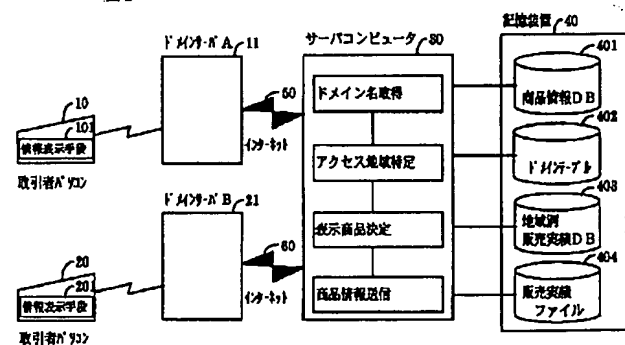 ドメインサーバA
11
サーバコンピュータ
30
記憶装置
40
401
10
50
ドメイン名取得
商品情報DB
101
402
情報表示手段
インターネット
取引者パソコン
アクセス地域特定
ドメインテーブル
ドメインサーバB
21
403
60
表示商品決定
地域別
販売実績DB
20
404
201
情報表示手段
インターネット
商品情報送信
販売実績
ファイル
取引者パソコン